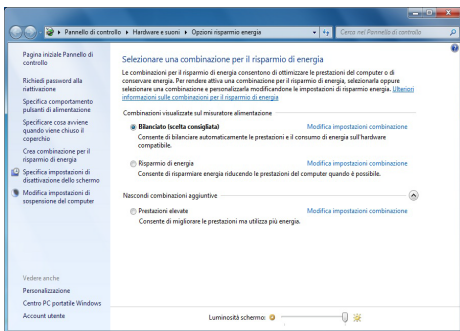 Pannello di controllo ▸ Hardware e suoni ▸ Opzioni risparmio energia
Cerca nel Pannello di controllo
Pagina iniziale Pannello di
controllo
Richiedi password alla
riattivazione
Specifica comportamento
pulsanti di alimentazione
Specificare cosa avviene
quando viene chiuso il
coperchio
Crea combinazione per il
risparmio di energia
Specifica impostazioni di
disattivazione dello schermo
Modifica impostazioni di
sospensione del computer
Vedere anche
Personalizzazione
Centro PC portatile Windows
Account utente
Selezionare una combinazione per il risparmio di energia
Le combinazioni per il risparmio di energia consentono di ottimizzare le prestazioni del computer o di
conservare energia. Per rendere attiva una combinazione per il risparmio di energia, selezionarla oppure
selezionare una combinazione e personalizzarla modificandone le impostazioni di risparmio energia. Ulteriori
informazioni sulle combinazioni per il risparmio di energia
Combinazioni visualizzate sul misuratore alimentazione
Bilanciato (scelta consigliata) Modifica impostazioni combinazione
Consente di bilanciare automaticamente le prestazioni e il consumo di energia sull'hardware
compatibile.
Risparmio di energia Modifica impostazioni combinazione
Consente di risparmiare energia riducendo le prestazioni del computer quando è possibile.
Nascondi combinazioni aggiuntive
Prestazioni elevate Modifica impostazioni combinazione
Consente di migliorare le prestazioni ma utilizza più energia.
Luminosità schermo: